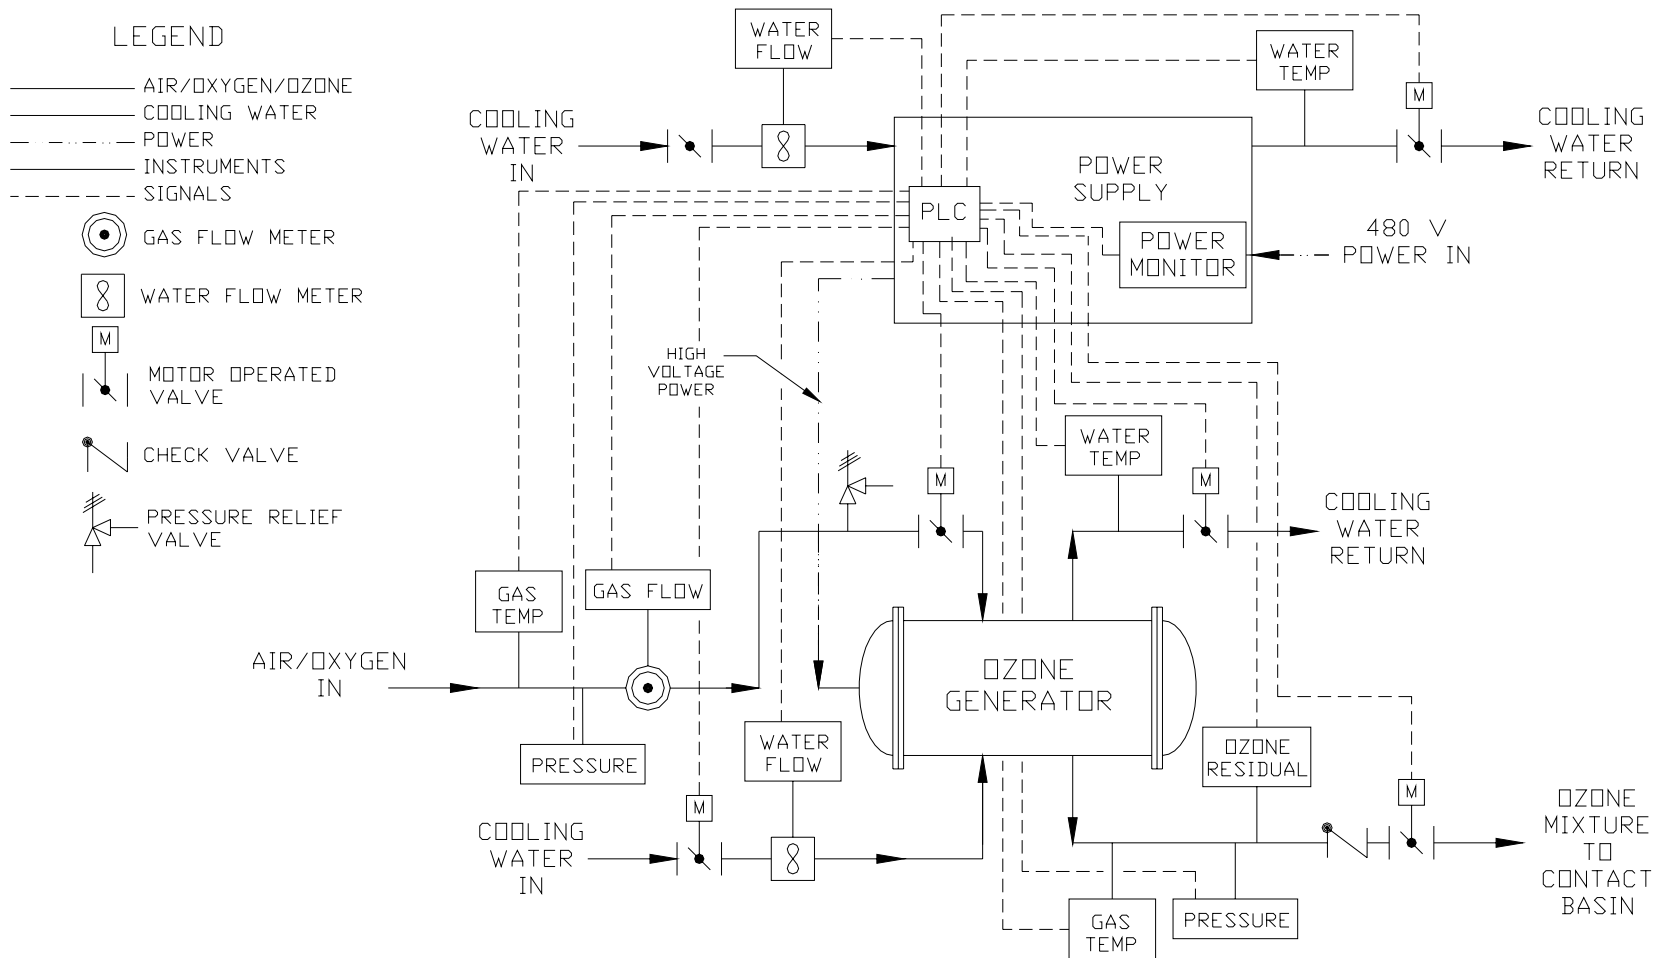 LEGEND
AIR/OXYGEN/OZONE
COOLING WATER
POWER
INSTRUMENTS
SIGNALS
GAS FLOW METER
WATER FLOW METER
M
MOTOR OPERATED
VALVE
CHECK VALVE
PRESSURE RELIEF
VALVE
WATER
FLOW
COOLING
WATER
IN
WATER
TEMP
M
COOLING
WATER
RETURN
POWER
SUPPLY
PLC
POWER
MONITOR
480 V
POWER IN
HIGH
VOLTAGE
POWER
WATER
TEMP
M
M
COOLING
WATER
RETURN
GAS
TEMP
GAS FLOW
AIR/OXYGEN
IN
PRESSURE
OZONE
GENERATOR
WATER
FLOW
M
COOLING
WATER
IN
OZONE
RESIDUAL
M
OZONE
MIXTURE
TO
CONTACT
BASIN
GAS
TEMP
PRESSURE